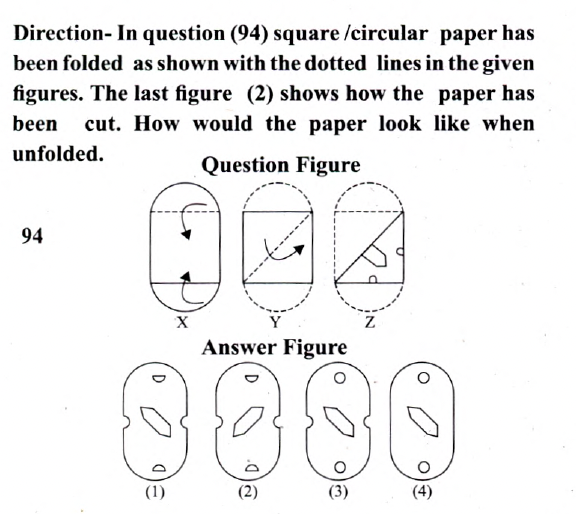 Direction- In question (94) square /circular paper has
been folded as shown with the dotted lines in the given
figures. The last figure (2) shows how the paper has
been cut. How would the paper look like when
unfolded.
Question Figure
94
X Y Z
Answer Figure
(1) (2) (3) (4)